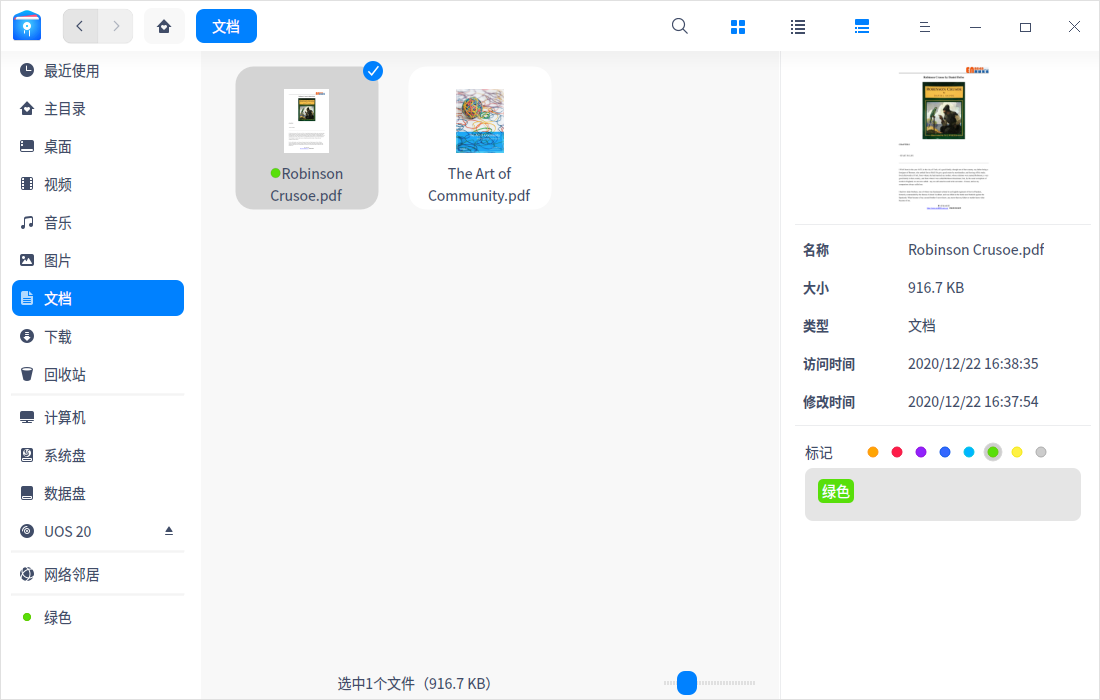 文档
最近使用
主目录
桌面
视频
音乐
图片
文档
下载
回收站
计算机
系统盘
数据盘
UOS 20
网络邻居
绿色
Robinson
Crusoe.pdf
The Art of
Community.pdf
选中1个文件（916.7 KB）
名称 Robinson Crusoe.pdf
大小 916.7 KB
类型 文档
访问时间 2020/12/22 16:38:35
修改时间 2020/12/22 16:37:54
标记
绿色